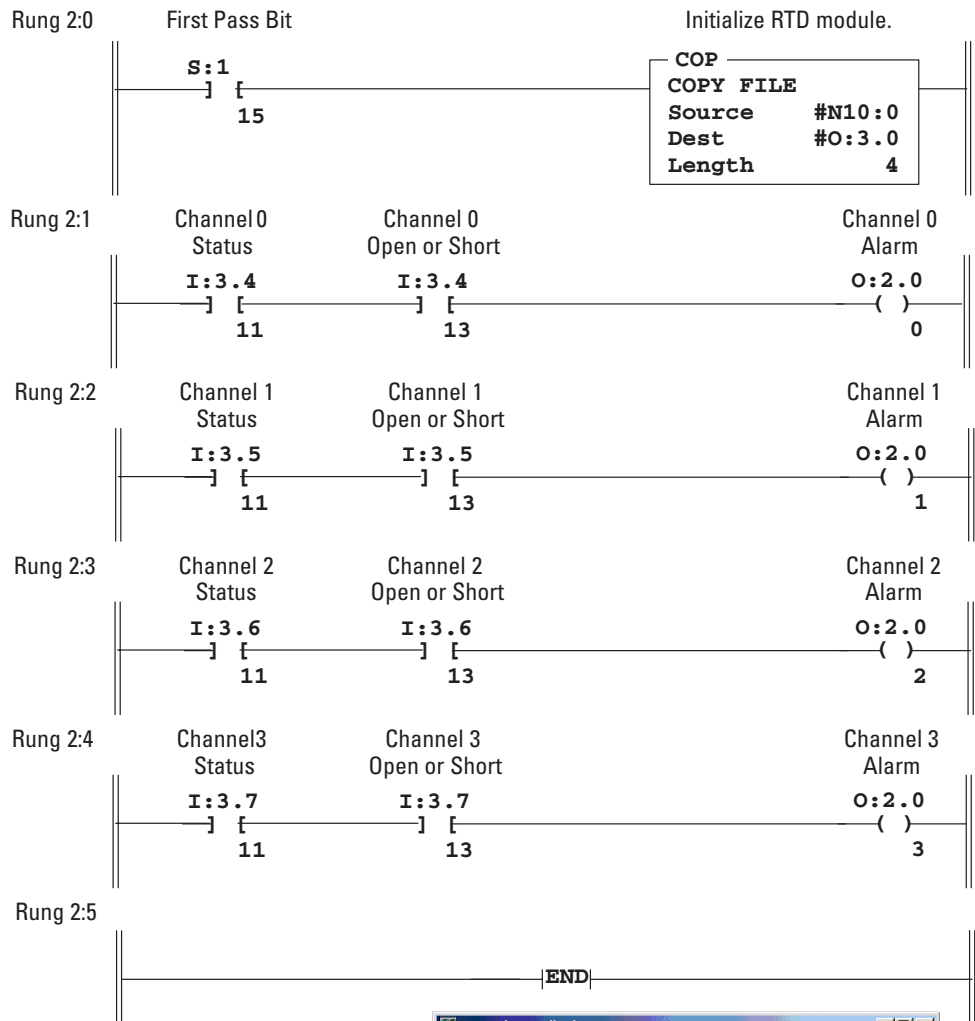 Rung 2:0 First Pass Bit Initialize RTD module.
S:1
] [
15
COP
COPY FILE
Source #N10:0
Dest #O:3.0
Length 4
Rung 2:1 Channel 0 Channel 0 Channel 0
Status Open or Short Alarm
I:3.4 I:3.4 O:2.0
] [ ] [ ( )
11 13 0
Rung 2:2 Channel 1 Channel 1 Channel 1
Status Open or Short Alarm
I:3.5 I:3.5 O:2.0
] [ ] [ ( )
11 13 1
Rung 2:3 Channel 2 Channel 2 Channel 2
Status Open or Short Alarm
I:3.6 I:3.6 O:2.0
] [ ] [ ( )
11 13 2
Rung 2:4 Channel3 Channel 3 Channel 3
Status Open or Short Alarm
I:3.7 I:3.7 O:2.0
] [ ] [ ( )
11 13 3
Rung 2:5
END